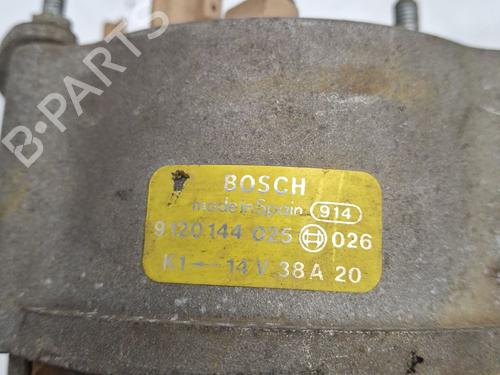 B-PARTS
BOSCH
made in Spain 914
9 120 144 025 026
K1 ← 14 V 38 A 20